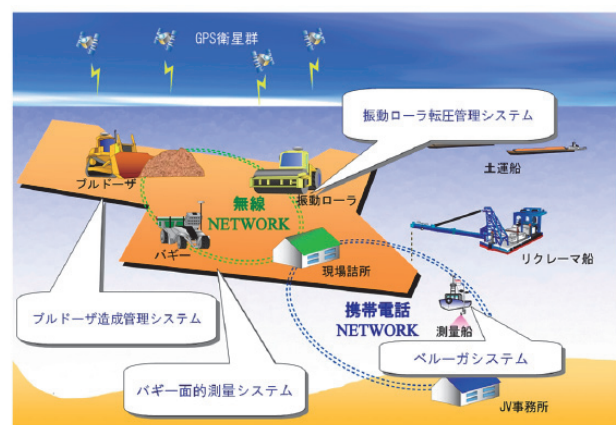 GPS衛星群
振動ローラ転圧管理システム
土運船
ブルドーザ
振動ローラ
無線
NETWORK
バギー
リクレーマ船
現場詰所
携帯電話
NETWORK
測量船
ブルドーザ造成管理システム
ベルーガシステム
バギー面的測量システム
JV事務所